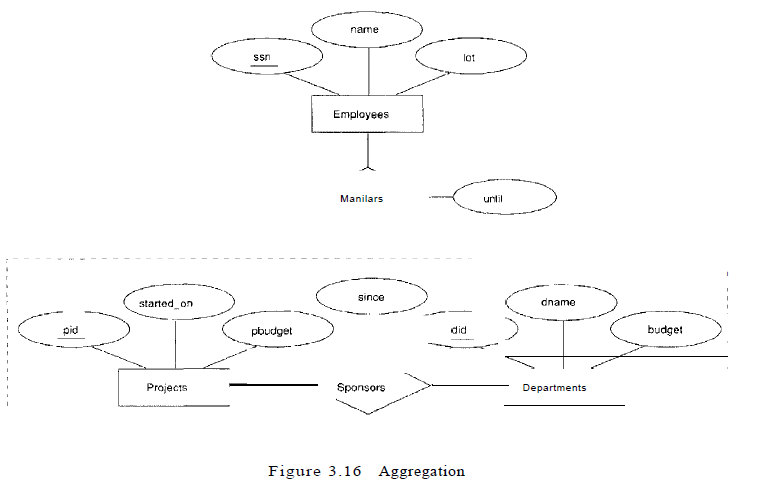 name
ssn
lot
Employees
Manilars
until
since
dname
started_on
pid
pbudget
did
budget
Projects
Sponsors
Departments
Figure 3.16 Aggregation